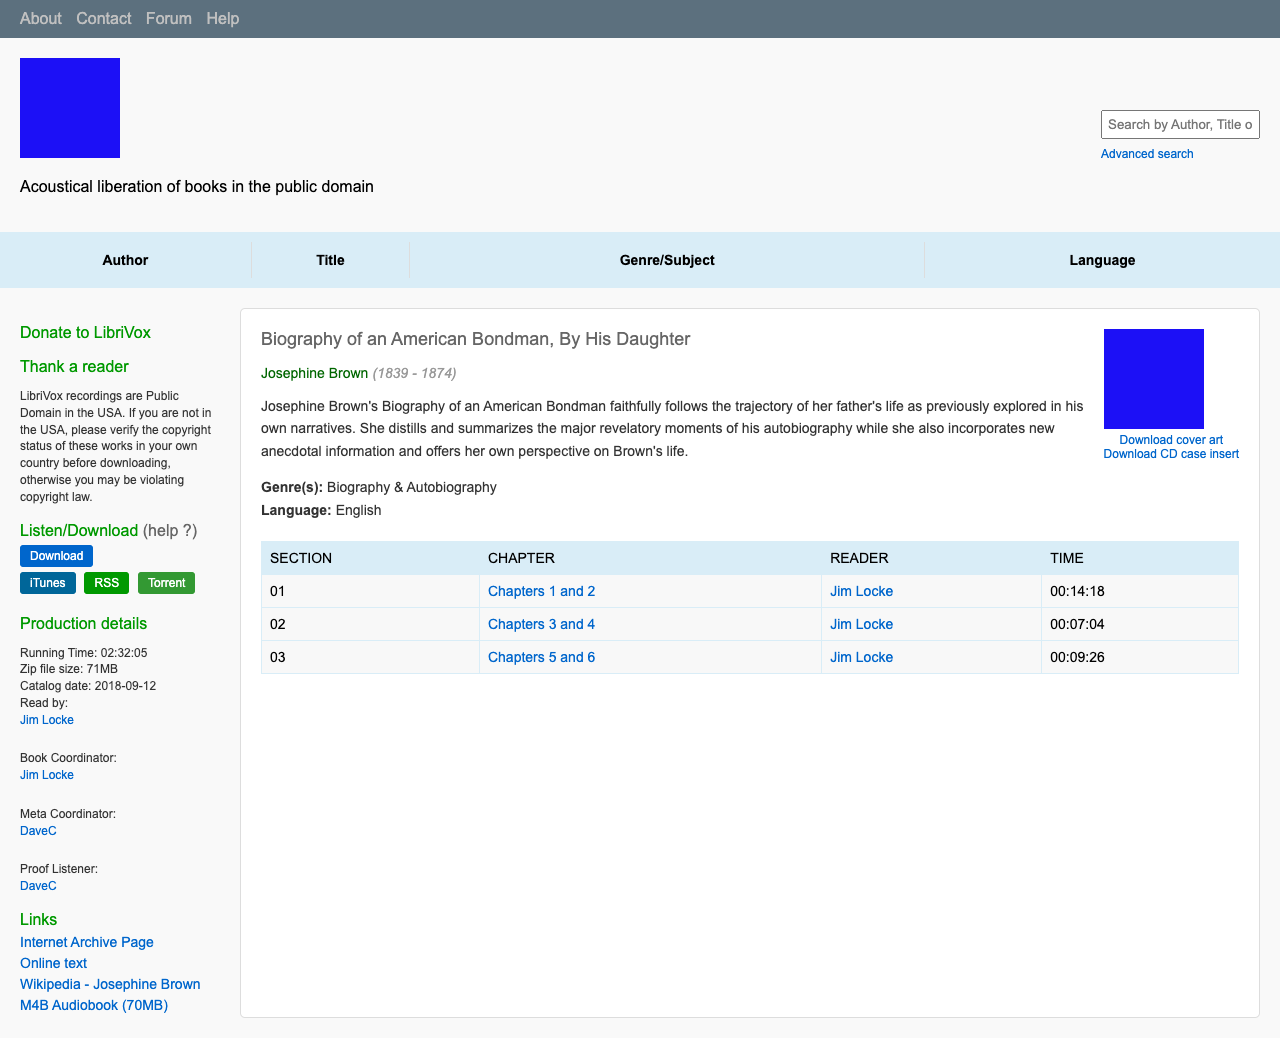 About Contact Forum Help
Acoustical liberation of books in the public domain
Search by Author, Title o
Advanced search
Author Title Genre/Subject Language
Donate to LibriVox
Thank a reader
LibriVox recordings are Public
Domain in the USA. If you are not in
the USA, please verify the copyright
status of these works in your own
country before downloading,
otherwise you may be violating
copyright law.
Listen/Download (help ?)
Download
iTunes RSS Torrent
Production details
Running Time: 02:32:05
Zip file size: 71MB
Catalog date: 2018-09-12
Read by:
Jim Locke
Book Coordinator:
Jim Locke
Meta Coordinator:
DaveC
Proof Listener:
DaveC
Links
Internet Archive Page
Online text
Wikipedia - Josephine Brown
M4B Audiobook (70MB)
Biography of an American Bondman, By His Daughter
Josephine Brown (1839 - 1874)
Josephine Brown's Biography of an American Bondman faithfully follows the trajectory of her father's life as previously explored in his
own narratives. She distills and summarizes the major revelatory moments of his autobiography while she also incorporates new
anecdotal information and offers her own perspective on Brown's life.
Download cover art
Download CD case insert
Genre(s): Biography & Autobiography
Language: English
SECTION CHAPTER READER TIME
01 Chapters 1 and 2 Jim Locke 00:14:18
02 Chapters 3 and 4 Jim Locke 00:07:04
03 Chapters 5 and 6 Jim Locke 00:09:26